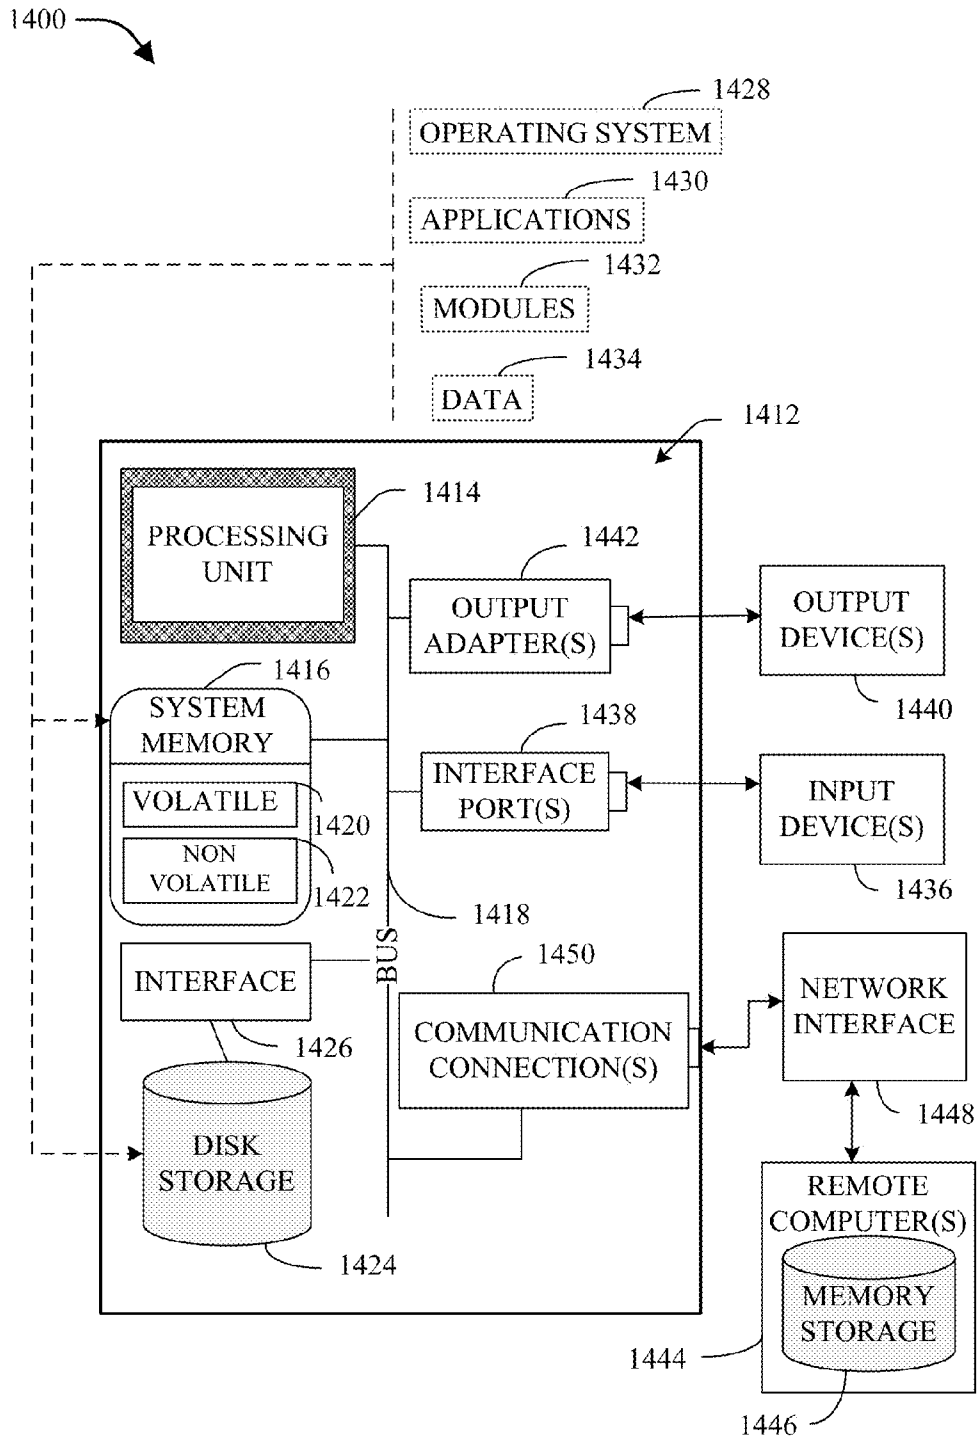 1400
1428
OPERATING SYSTEM
1430
APPLICATIONS
1432
MODULES
1434
DATA
1412
1414
PROCESSING
UNIT
1442
OUTPUT
ADAPTER(S)
OUTPUT
DEVICE(S)
1440
1416
SYSTEM
MEMORY
VOLATILE
1420
NON
VOLATILE
1422
1438
INTERFACE
PORT(S)
INPUT
DEVICE(S)
1436
1418
BUS
INTERFACE
1426
1450
COMMUNICATION
CONNECTION(S)
NETWORK
INTERFACE
1448
DISK
STORAGE
1424
REMOTE
COMPUTER(S)
MEMORY
STORAGE
1444
1446